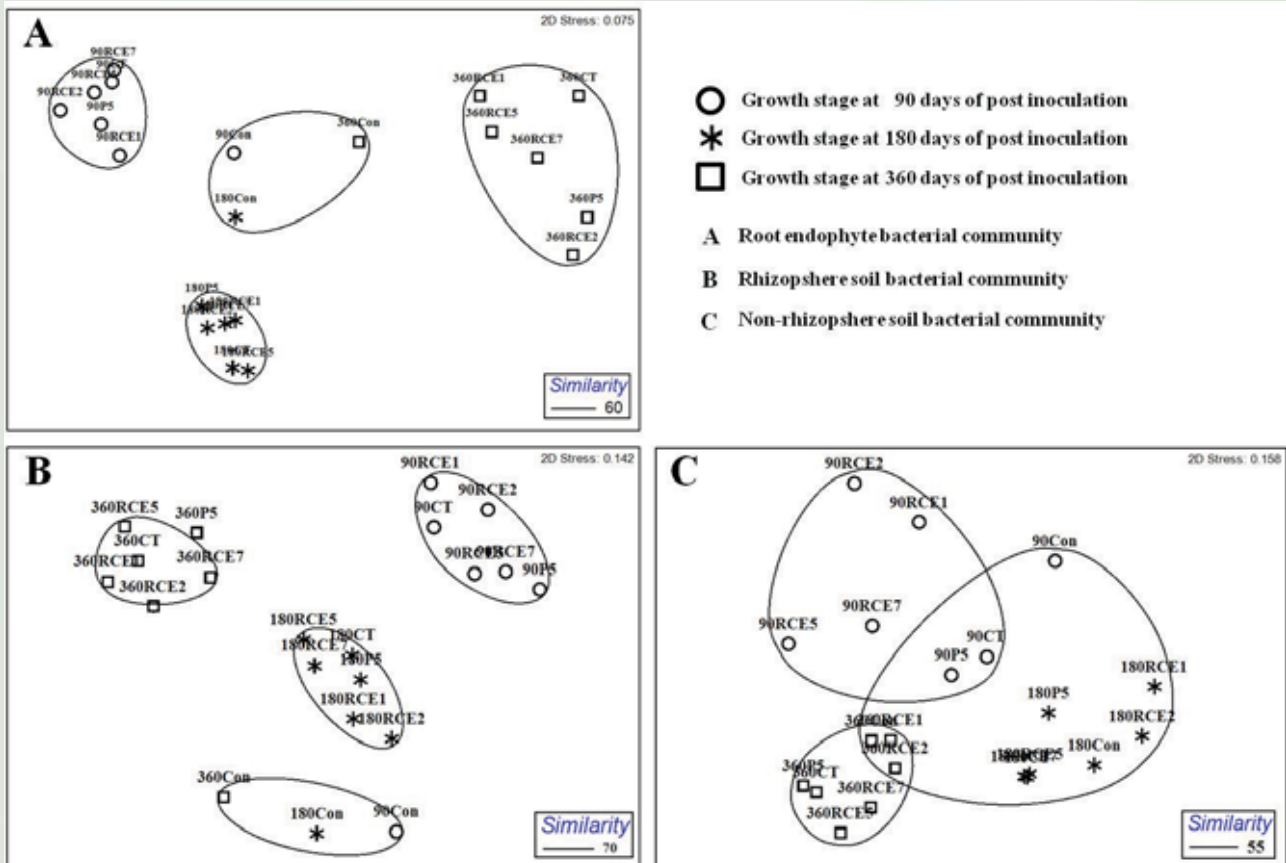 A
2D Stress: 0.075
90RCE7
90RCE2
90P5
90RCE1
90Con
360Con
180Con
360RCE1
360CT
360RCE5
360RCE7
360P5
360RCE2
180P5
Similarity
60
Growth stage at 90 days of post inoculation
Growth stage at 180 days of post inoculation
Growth stage at 360 days of post inoculation
A Root endophyte bacterial community
B Rhizopshere soil bacterial community
C Non-rhizopshere soil bacterial community
B
2D Stress: 0.142
90RCE1
90RCE2
90CT
90RCE7
90P5
360RCE5
360P5
360CT
360RCE7
360RCE2
180RCE5
180CT
180RCE7
180P5
180RCE1
180RCE2
360Con
180Con
90Con
Similarity
70
C
2D Stress: 0.158
90RCE2
90RCE1
90Con
90RCE7
90RCE5
90CT
90P5
180RCE1
180P5
180RCE2
180Con
360RCE1
360RCE2
360P5
360CT
360RCE7
360RCE5
Similarity
55